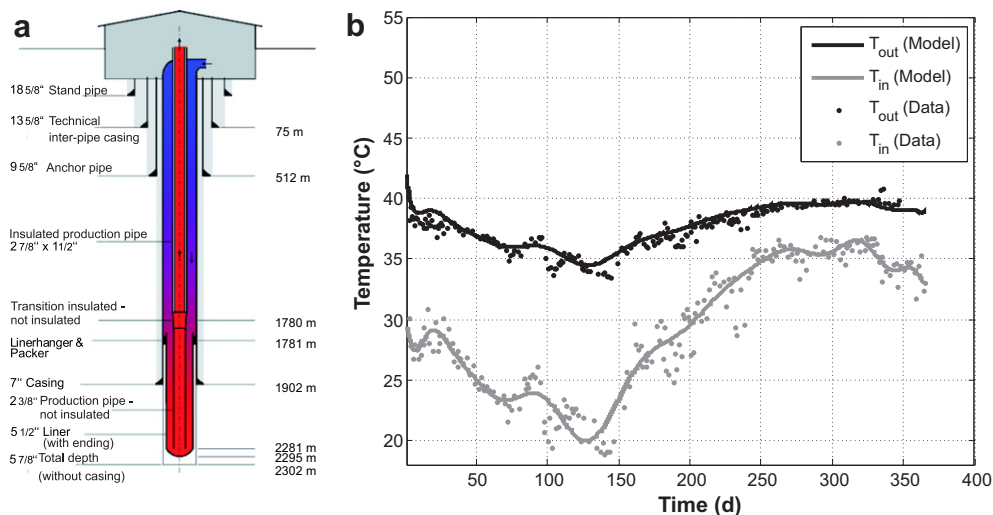 a
18 5/8" Stand pipe
13 5/8" Technical
inter-pipe casing
75 m
9 5/8" Anchor pipe
512 m
Insulated production pipe
2 7/8" x 11/2"
Transition insulated -
not insulated
1780 m
Linerhanger &
Packer
1781 m
7" Casing
1902 m
2 3/8" Production pipe -
not insulated
5 1/2" Liner
(with ending)
2281 m
5 7/8" Total depth
2295 m
(without casing)
2302 m
b
55
50
45
40
35
30
25
20
Temperature (°C)
T_out (Model)
T_in (Model)
T_out (Data)
T_in (Data)
0 50 100 150 200 250 300 350 400
Time (d)